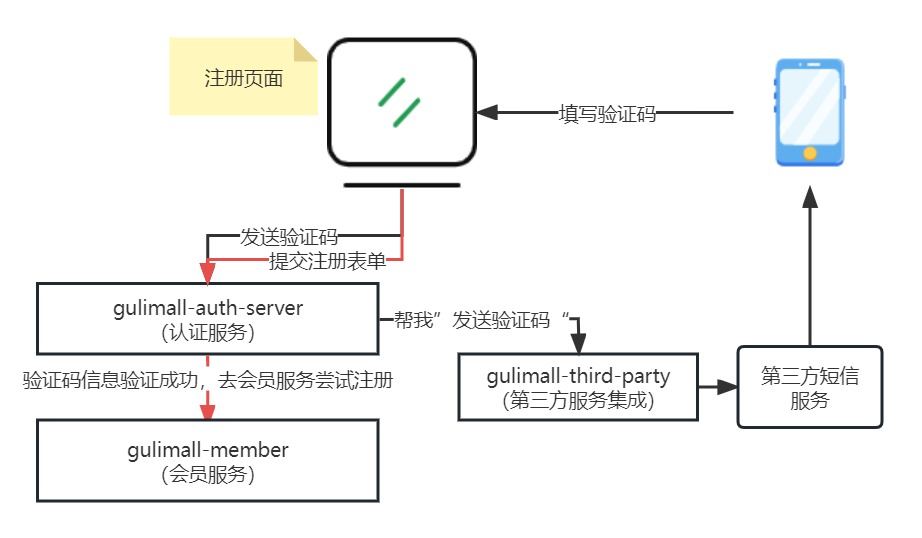 注册页面
填写验证码
发送验证码
提交注册表单
gulimall-auth-server
（认证服务）
帮我”发送验证码“
gulimall-third-party
（第三方服务集成）
第三方短信
服务
验证码信息验证成功，去会员服务尝试注册
gulimall-member
（会员服务）